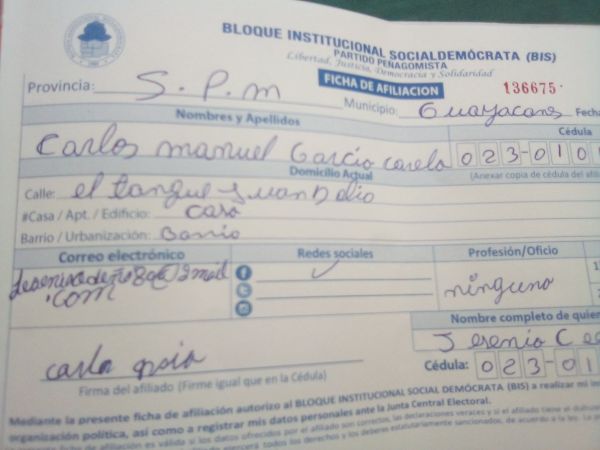 BLOQUE INSTITUCIONAL SOCIALDEMÓCRATA (BIS)
PARTIDO PEÑAGOMISTA
Libertad, Justicia, Democracia y Solidaridad
FICHA DE AFILIACION
136675
Provincia: S.P.M
Municipio: Guayacanes Fecha
Nombres y Apellidos
Cédula
Carlos manuel García
023-010
(Anexar copia de cédula del afil
Domicilio Actual
Calle: el tanque Juan Dolio
#Casa / Apt. / Edificio: casa
Barrio / Urbanización: Barrio
Correo electrónico
Redes sociales
Profesión/Oficio
.com
ninguno
Nombre completo de quien
carla
Cédula: 023-01
Firma del afiliado (Firme igual que en la Cédula)
Mediante la presente ficha de afiliación autorizo al BLOQUE INSTITUCIONAL SOCIAL DEMÓCRATA (BIS) a realizar mi
organización política, así como a registrar mis datos personales ante la Junta Central Electoral.